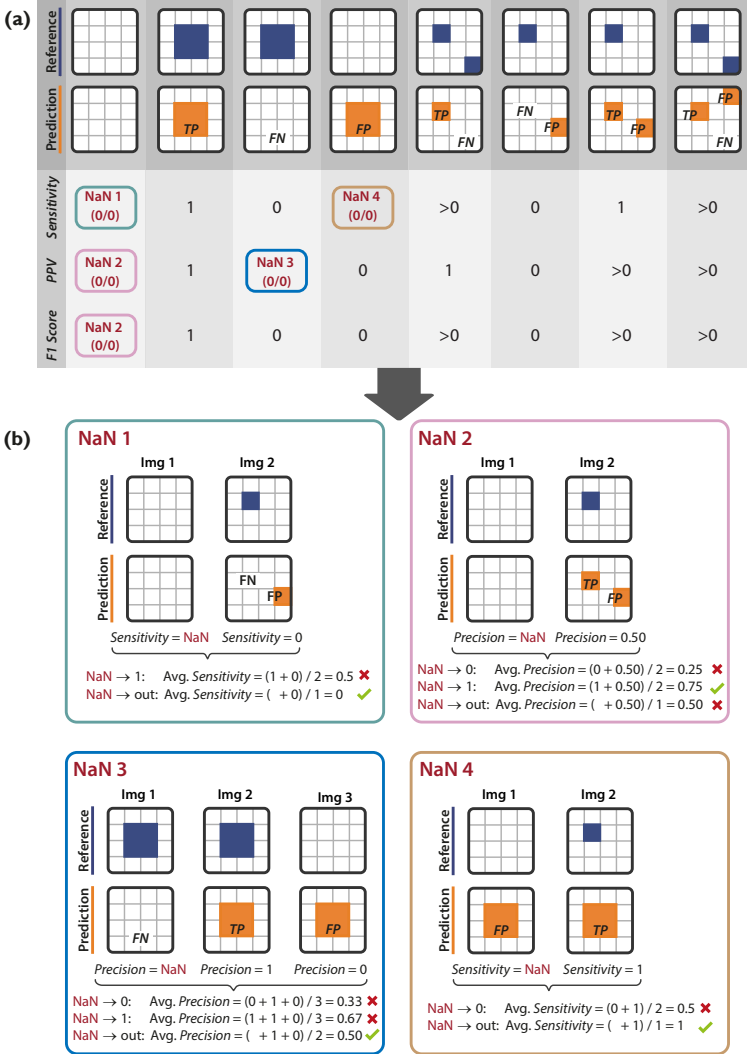 (a)
Reference
Prediction
TP
FN
FP
TP
FN
FN
FP
TP
FP
FP
TP
FN
Sensitivity
NaN 1
(0/0)
1
0
NaN 4
(0/0)
>0
0
1
>0
PPV
NaN 2
(0/0)
1
NaN 3
(0/0)
0
1
0
>0
>0
F1 Score
NaN 2
(0/0)
1
0
0
>0
0
>0
>0
(b)
NaN 1
Img 1 Img 2
Reference
Prediction
FN
FP
Sensitivity = NaN Sensitivity = 0
NaN → 1: Avg. Sensitivity = (1 + 0) / 2 = 0.5 ✖
NaN → out: Avg. Sensitivity = ( + 0) / 1 = 0 ✓
NaN 2
Img 1 Img 2
Reference
Prediction
TP
FP
Precision = NaN Precision = 0.50
NaN → 0: Avg. Precision = (0 + 0.50) / 2 = 0.25 ✖
NaN → 1: Avg. Precision = (1 + 0.50) / 2 = 0.75 ✓
NaN → out: Avg. Precision = ( + 0.50) / 1 = 0.50 ✖
NaN 3
Img 1 Img 2 Img 3
Reference
Prediction
FN
TP
FP
Precision = NaN Precision = 1 Precision = 0
NaN → 0: Avg. Precision = (0 + 1 + 0) / 3 = 0.33 ✖
NaN → 1: Avg. Precision = (1 + 1 + 0) / 3 = 0.67 ✖
NaN → out: Avg. Precision = ( + 1 + 0) / 2 = 0.50 ✓
NaN 4
Img 1 Img 2
Reference
Prediction
FP
TP
Sensitivity = NaN Sensitivity = 1
NaN → 0: Avg. Sensitivity = (0 + 1) / 2 = 0.5 ✖
NaN → out: Avg. Sensitivity = ( + 1) / 1 = 1 ✓